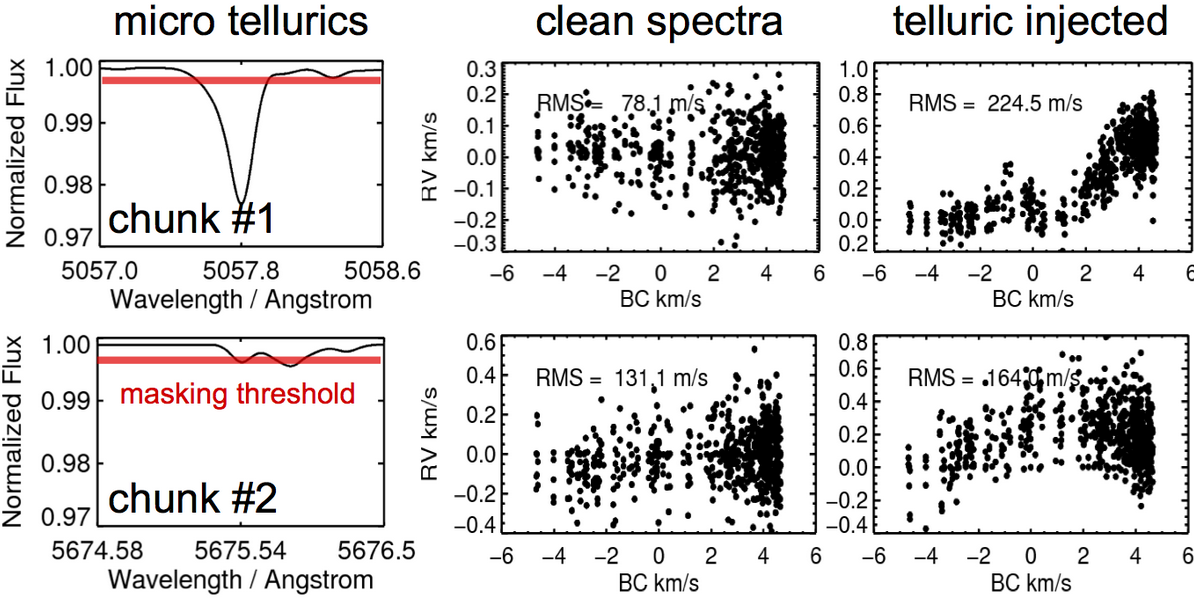 micro tellurics
clean spectra
telluric injected
Normalized Flux
1.00
0.99
0.98
0.97
chunk #1
5057.0 5057.8 5058.6
Wavelength / Angstrom
RV km/s
0.3
0.2
0.1
0.0
−0.1
−0.2
−0.3
RMS = 78.1 m/s
−6 −4 −2 0 2 4 6
BC km/s
1.0
0.8
0.6
0.4
0.2
0.0
0.2
RMS = 224.5 m/s
−6 −4 −2 0 2 4 6
BC km/s
Normalized Flux
1.00
0.99
0.98
0.97
masking threshold
chunk #2
5674.58 5675.54 5676.5
Wavelength / Angstrom
RV km/s
0.6
0.4
0.2
0.0
−0.2
−0.4
RMS = 131.1 m/s
−6 −4 −2 0 2 4 6
BC km/s
0.8
0.6
0.4
0.2
0.0
−0.2
−0.4
RMS = 164.0 m/s
−6 −4 −2 0 2 4 6
BC km/s